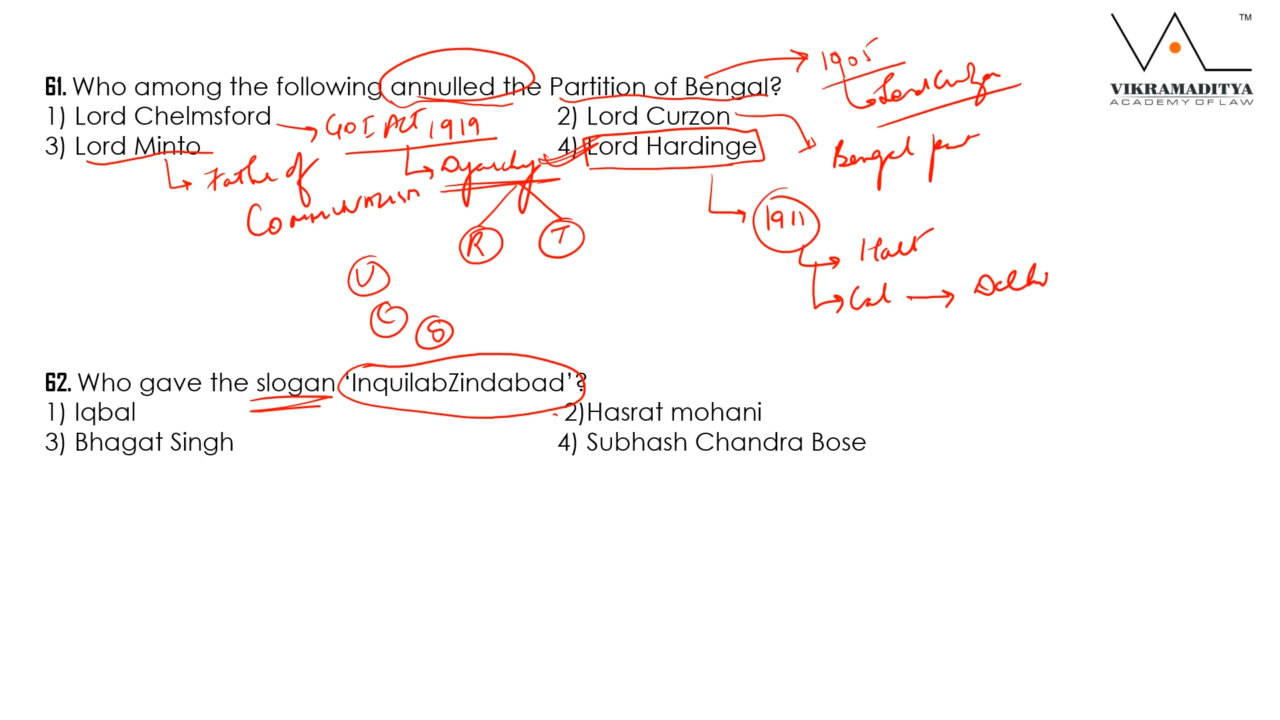 TM
VIKRAMADITYA
ACADEMY OF LAW
61. Who among the following annulled the Partition of Bengal?
1) Lord Chelmsford
2) Lord Curzon
3) Lord Minto
4) Lord Hardinge
1905
Lord Curzon
GOI ACT 1919
Dyarchy
R T
Father of
Communalism
Bengal part
1911
Halt
Cal → Delhi
U
C
S
62. Who gave the slogan ‘InquilabZindabad’?
1) Iqbal
2)Hasrat mohani
3) Bhagat Singh
4) Subhash Chandra Bose